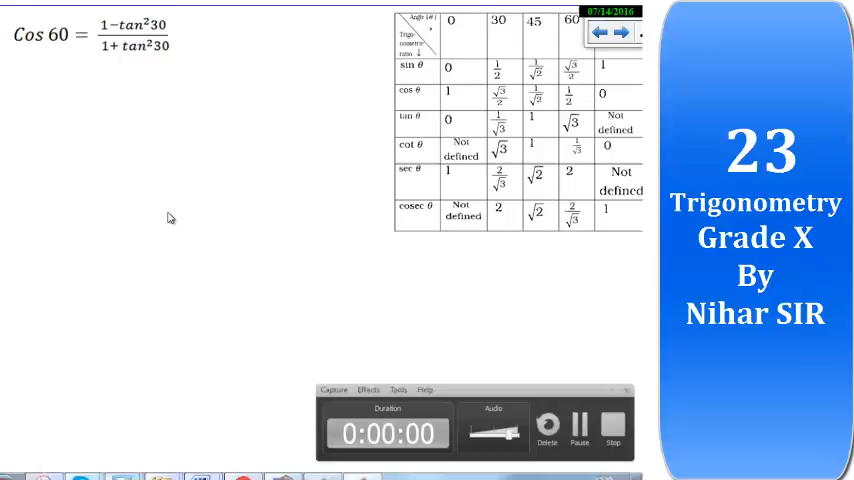 Cos 60 = 1−tan²30 / 1+ tan²30
Angle (θ)
Trigo-
nometric
ratio ↓
0 30 45 60
sin θ 0 1/2 1/√2 √3/2 1
cos θ 1 √3/2 1/√2 1/2 0
tan θ 0 1/√3 1 √3 Not defined
cot θ Not defined √3 1 1/√3 0
sec θ 1 2/√3 √2 2 Not defined
cosec θ Not defined 2 √2 2/√3 1
07/14/2016
Capture Effects Tools Help
Duration
0:00:00
Audio
Delete Pause Stop
23
Trigonometry
Grade X
By
Nihar SIR